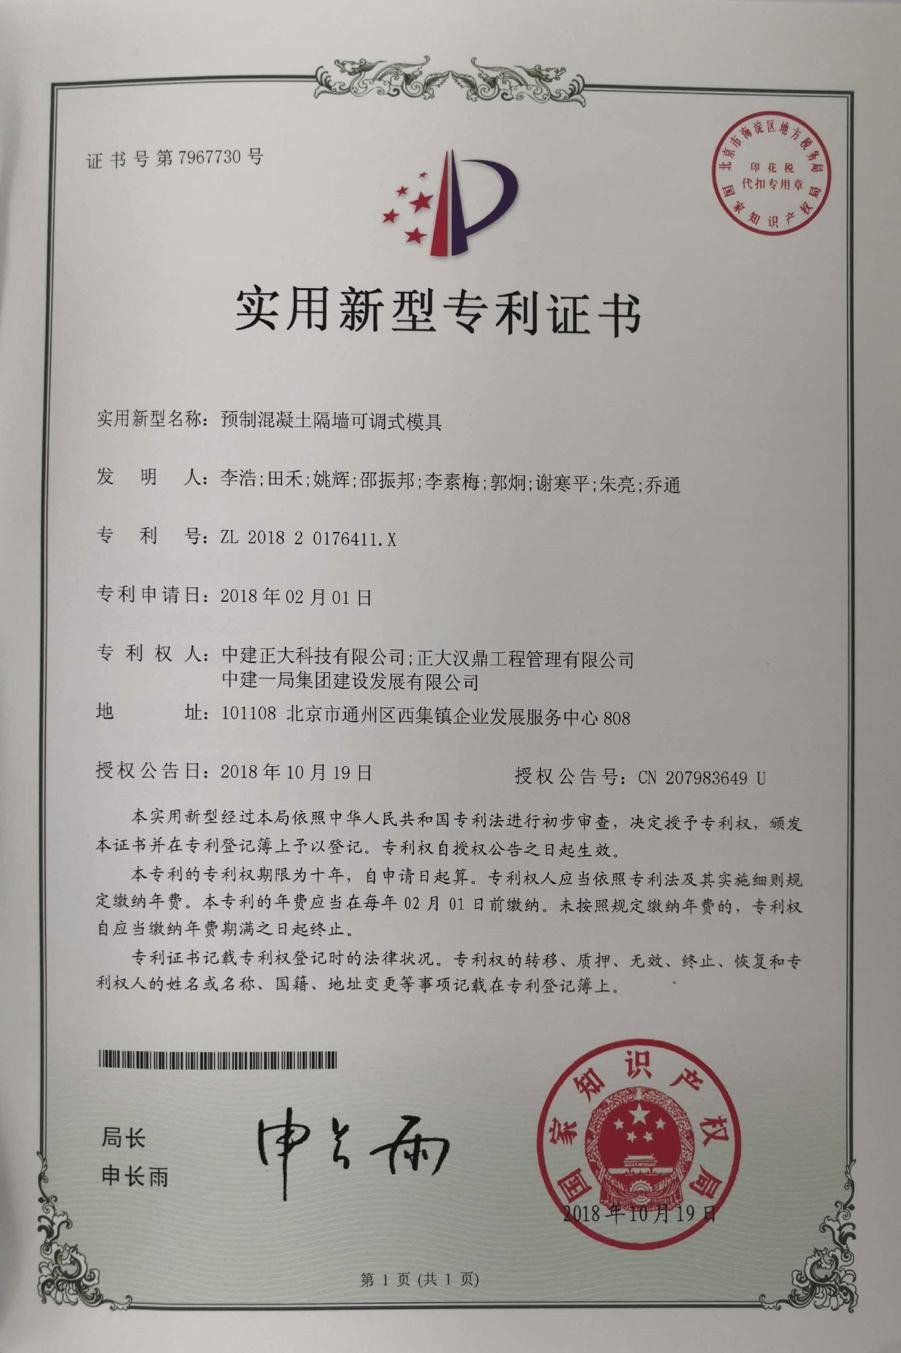 证书号第7967730号
北京市海淀区地方税务局
印花税
代扣专用章
国家知识产权局
实用新型专利证书
实用新型名称：预制混凝土隔墙可调式模具
发明人：李浩;田禾;姚辉;邵振邦;李素梅;郭炯;谢寒平;朱亮;乔通
专利号：ZL 2018 2 0176411.X
专利申请日：2018年02月01日
专利权人：中建正大科技有限公司;正大汉鼎工程管理有限公司
中建一局集团建设发展有限公司
地址：101108 北京市通州区西集镇企业发展服务中心808
授权公告日：2018年10月19日 授权公告号：CN 207983649 U
本实用新型经过本局依照中华人民共和国专利法进行初步审查，决定授予专利权，颁发
本证书并在专利登记簿上予以登记。专利权自授权公告之日起生效。
本专利的专利权期限为十年，自申请日起算。专利权人应当依照专利法及其实施细则规
定缴纳年费。本专利的年费应当在每年02月01日前缴纳。未按照规定缴纳年费的，专利权
自应当缴纳年费期满之日起终止。
专利证书记载专利权登记时的法律状况。专利权的转移、质押、无效、终止、恢复和专
利权人的姓名或名称、国籍、地址变更等事项记载在专利登记簿上。
局长
申长雨
申长雨
国家知识产权局
2018年10月19日
第1页(共1页)